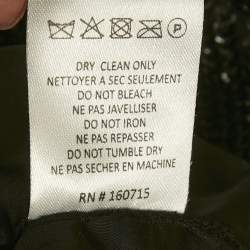 P
DRY CLEAN ONLY
NETTOYER A SEC SEULEMENT
DO NOT BLEACH
NE PAS JAVELLISER
DO NOT IRON
NE PAS REPASSER
DO NOT TUMBLE DRY
NE PAS SECHER EN MACHINE
RN # 160715